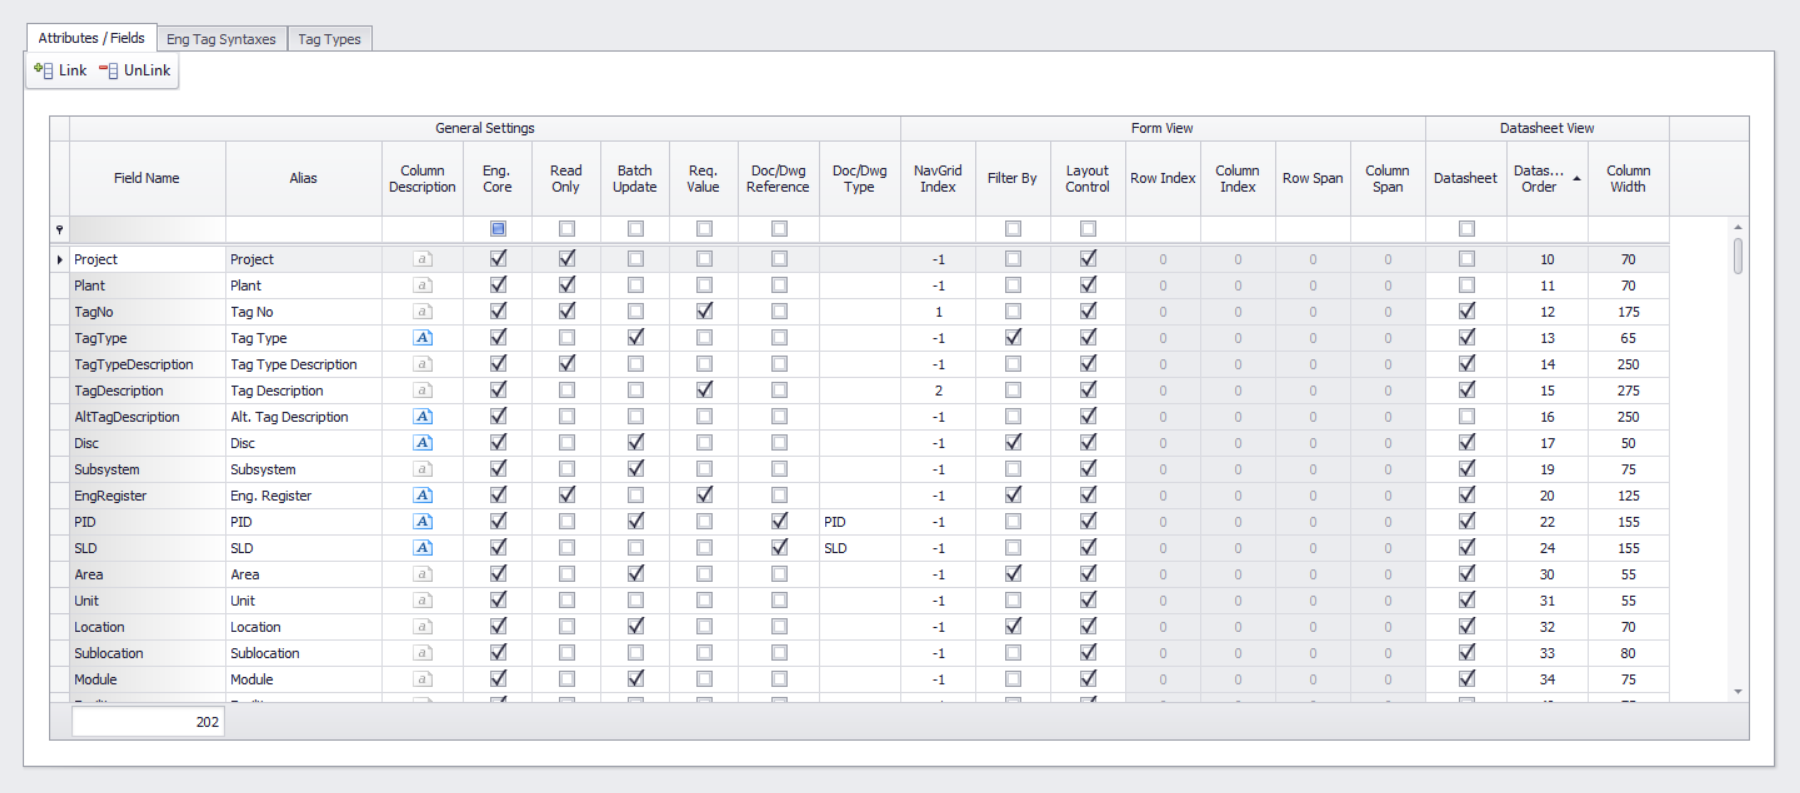 Attributes / Fields Eng Tag Syntaxes Tag Types
Link UnLink
General Settings Form View Datasheet View
Field Name Alias Column Description Eng. Core Read Only Batch Update Req. Value Doc/Dwg Reference Doc/Dwg Type NavGrid Index Filter By Layout Control Row Index Column Index Row Span Column Span Datasheet Datas... Order Column Width
Project Project a -1 0 0 0 0 10 70
Plant Plant a -1 0 0 0 0 11 70
TagNo Tag No a 1 0 0 0 0 12 175
TagType Tag Type A -1 0 0 0 0 13 65
TagTypeDescription Tag Type Description a -1 0 0 0 0 14 250
TagDescription Tag Description a 2 0 0 0 0 15 275
AltTagDescription Alt. Tag Description A -1 0 0 0 0 16 250
Disc Disc A -1 0 0 0 0 17 50
Subsystem Subsystem a -1 0 0 0 0 19 75
EngRegister Eng. Register A -1 0 0 0 0 20 125
PID PID A PID -1 0 0 0 0 22 155
SLD SLD A SLD -1 0 0 0 0 24 155
Area Area a -1 0 0 0 0 30 55
Unit Unit a -1 0 0 0 0 31 55
Location Location a -1 0 0 0 0 32 70
Sublocation Sublocation a -1 0 0 0 0 33 80
Module Module a -1 0 0 0 0 34 75
202